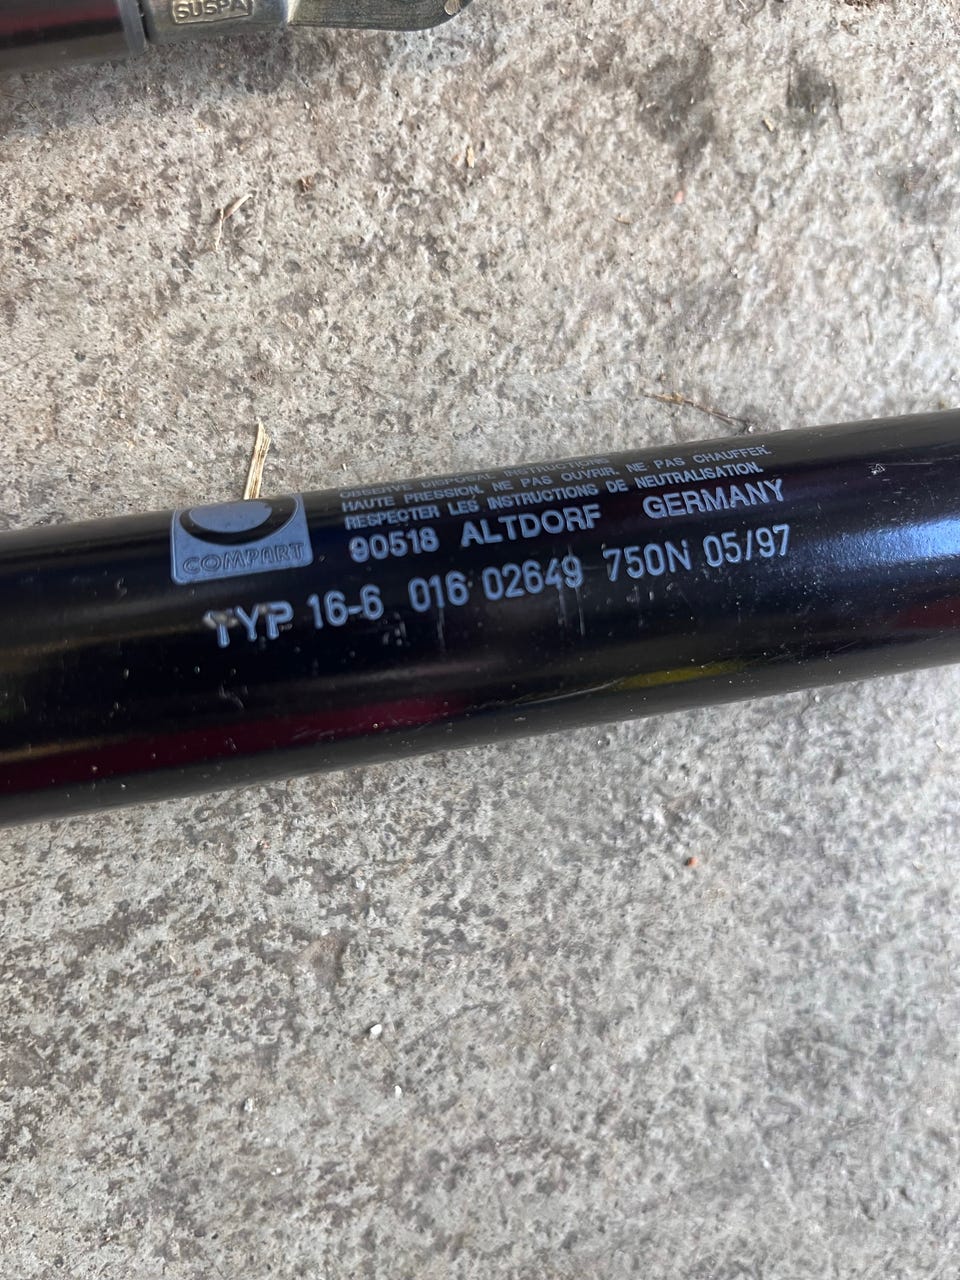 SUSPA
OBSERVE DISPOSAL INSTRUCTIONS
HAUTE PRESSION. NE PAS OUVRIR. NE PAS CHAUFFER.
RESPECTER LES INSTRUCTIONS DE NEUTRALISATION.
COMPART
90518 ALTDORF GERMANY
TYP 16-6 016 02649 750N 05/97